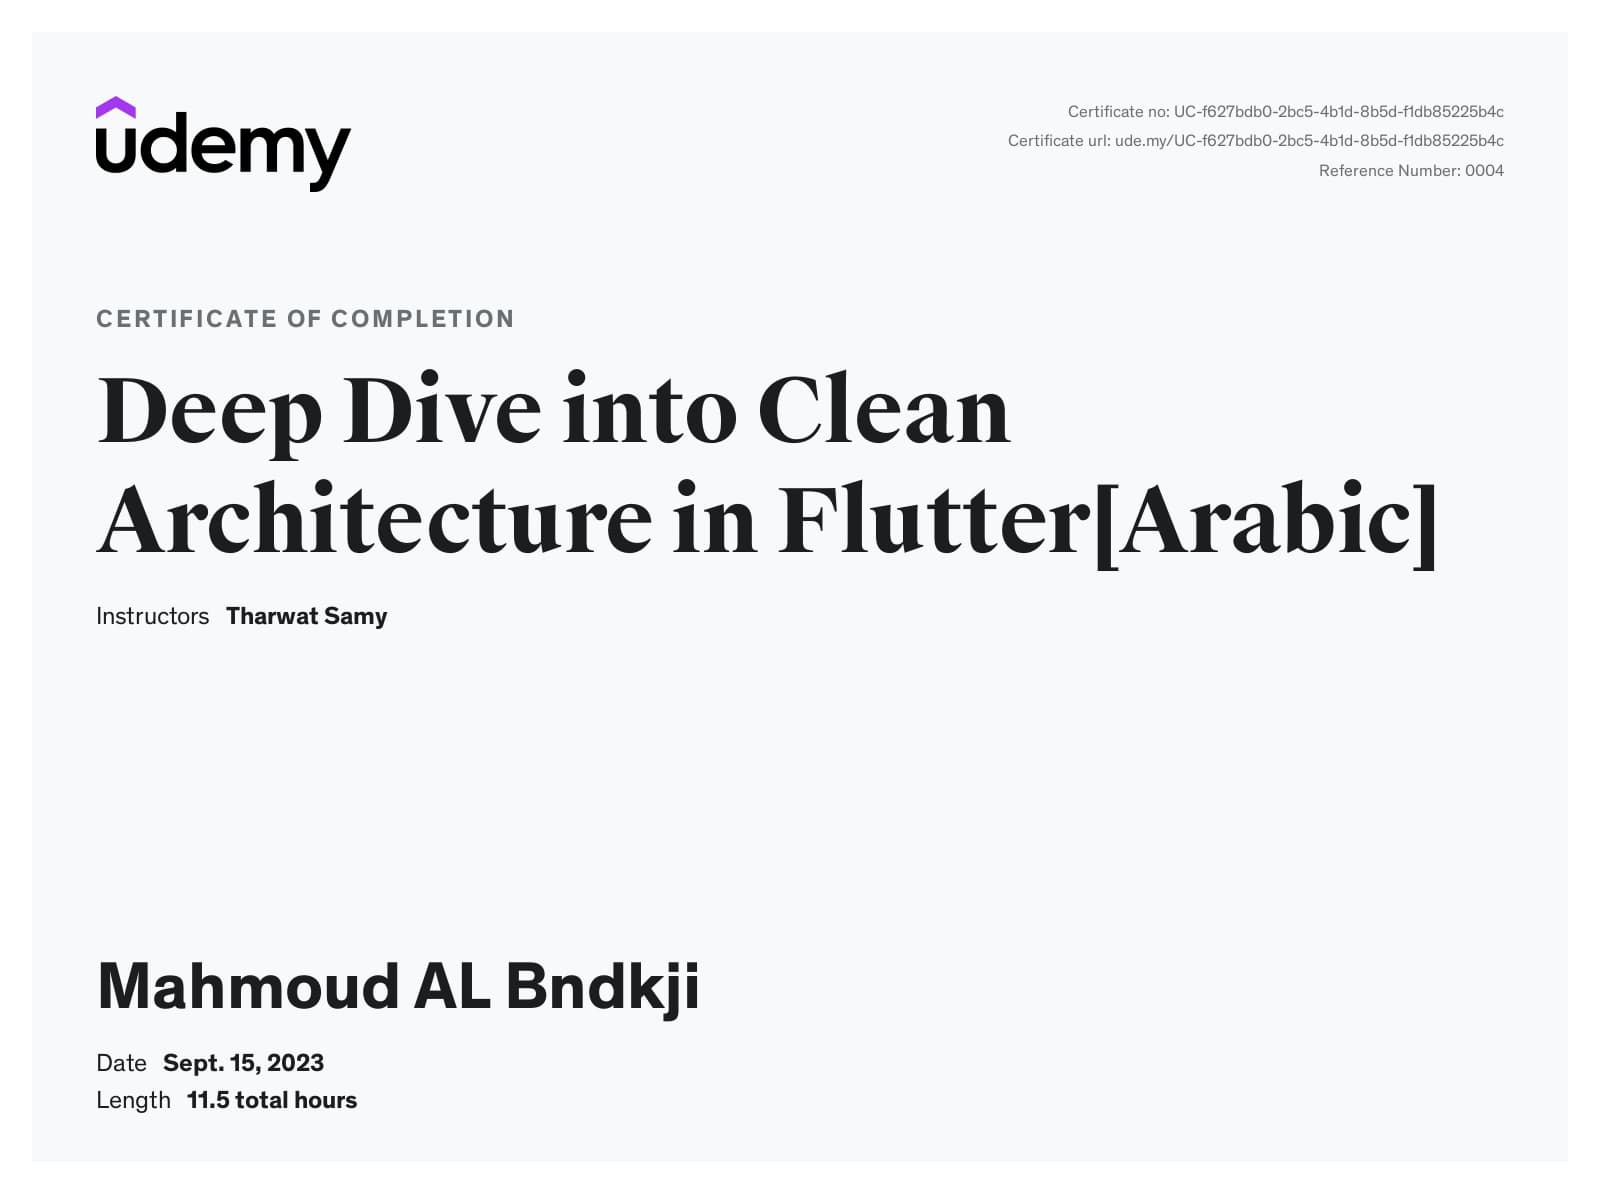 udemy
Certificate no: UC-f627bdb0-2bc5-4b1d-8b5d-f1db85225b4c
Certificate url: ude.my/UC-f627bdb0-2bc5-4b1d-8b5d-f1db85225b4c
Reference Number: 0004
CERTIFICATE OF COMPLETION
Deep Dive into Clean
Architecture in Flutter[Arabic]
Instructors Tharwat Samy
Mahmoud AL Bndkji
Date Sept. 15, 2023
Length 11.5 total hours